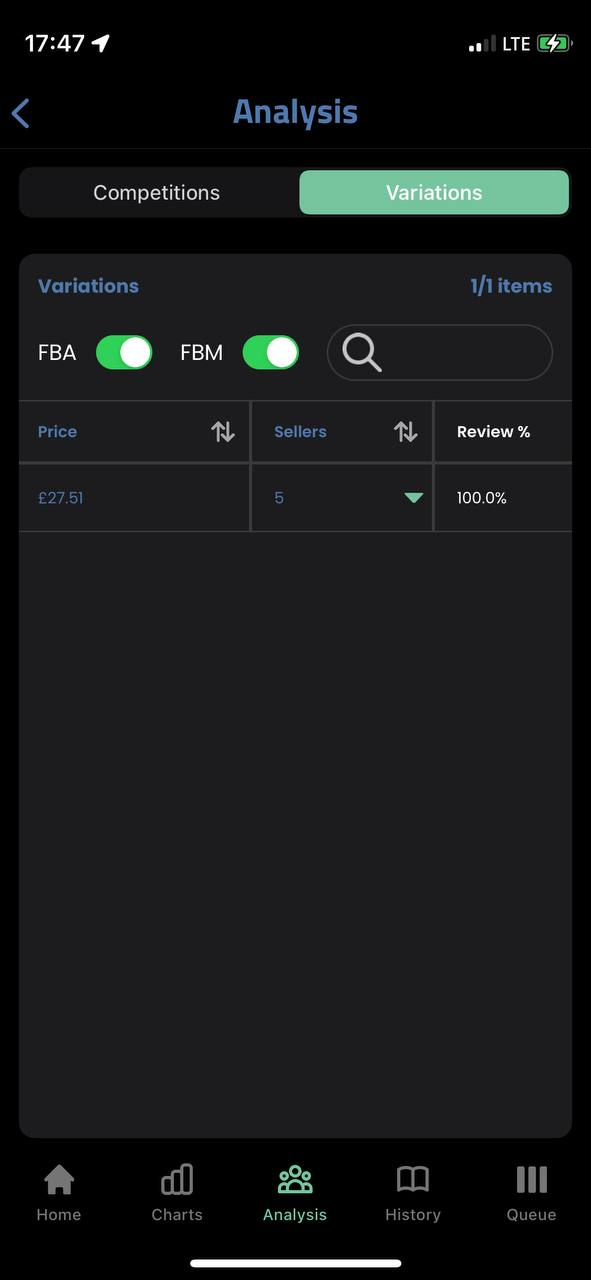 17:47 LTE
Analysis
Competitions Variations
Variations 1/1 items
FBA FBM
Price Sellers Review %
£27.51 5 100.0%
Home Charts Analysis History Queue